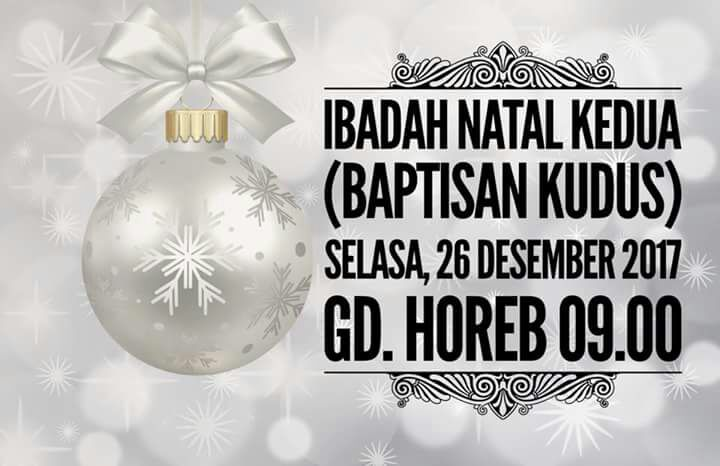 IBADAH NATAL KEDUA
(BAPTISAN KUDUS)
SELASA, 26 DESEMBER 2017
GD. HOREB 09.00